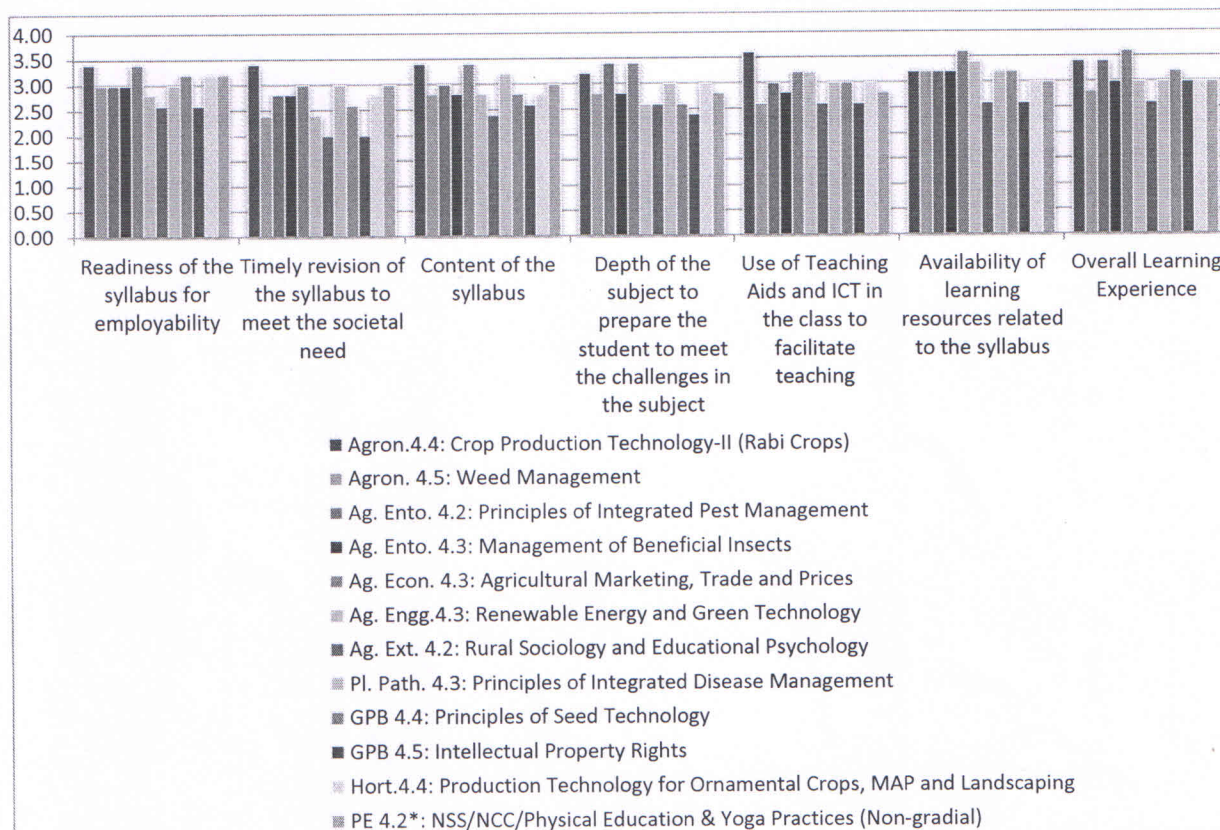 4.00
3.50
3.00
2.50
2.00
1.50
1.00
0.50
0.00
Readiness of the
syllabus for
employability
Timely revision of
the syllabus to
meet the societal
need
Content of the
syllabus
Depth of the
subject to
prepare the
student to meet
the challenges in
the subject
Use of Teaching
Aids and ICT in
the class to
facilitate
teaching
Availability of
learning
resources related
to the syllabus
Overall Learning
Experience
Agron.4.4: Crop Production Technology-II (Rabi Crops)
Agron. 4.5: Weed Management
Ag. Ento. 4.2: Principles of Integrated Pest Management
Ag. Ento. 4.3: Management of Beneficial Insects
Ag. Econ. 4.3: Agricultural Marketing, Trade and Prices
Ag. Engg.4.3: Renewable Energy and Green Technology
Ag. Ext. 4.2: Rural Sociology and Educational Psychology
Pl. Path. 4.3: Principles of Integrated Disease Management
GPB 4.4: Principles of Seed Technology
GPB 4.5: Intellectual Property Rights
Hort.4.4: Production Technology for Ornamental Crops, MAP and Landscaping
PE 4.2*: NSS/NCC/Physical Education & Yoga Practices (Non-gradial)